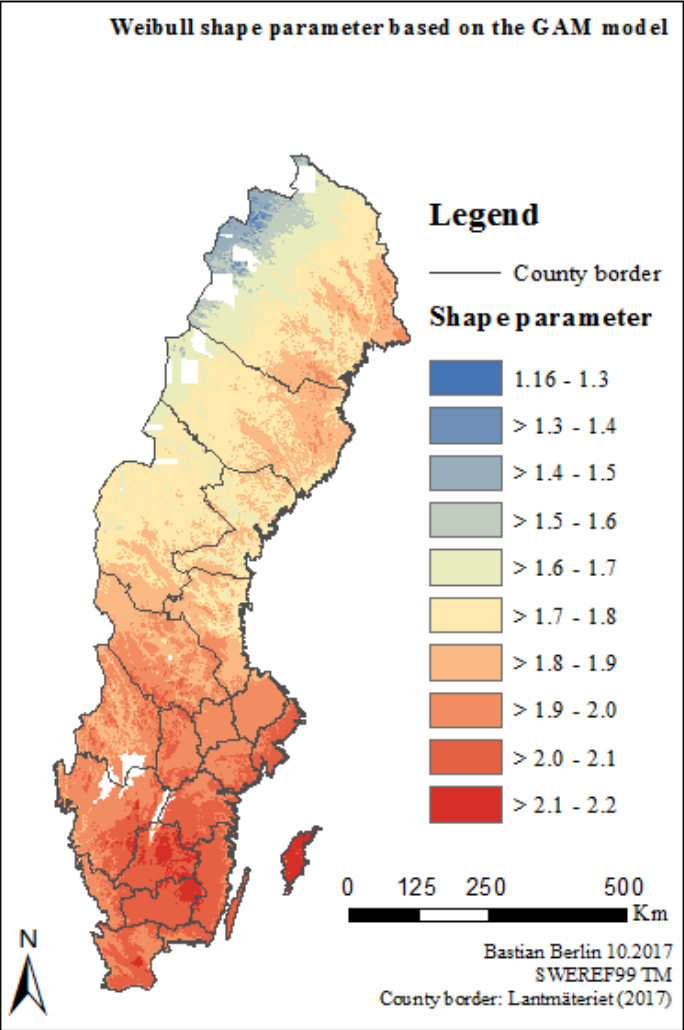 Weibull shape parameter based on the GAM model
Legend
County border
Shape parameter
1.16 - 1.3
> 1.3 - 1.4
> 1.4 - 1.5
> 1.5 - 1.6
> 1.6 - 1.7
> 1.7 - 1.8
> 1.8 - 1.9
> 1.9 - 2.0
> 2.0 - 2.1
> 2.1 - 2.2
0 125 250 500
Km
N
Bastian Berlin 10.2017
SWEREF99 TM
County border: Lantmäteriet (2017)